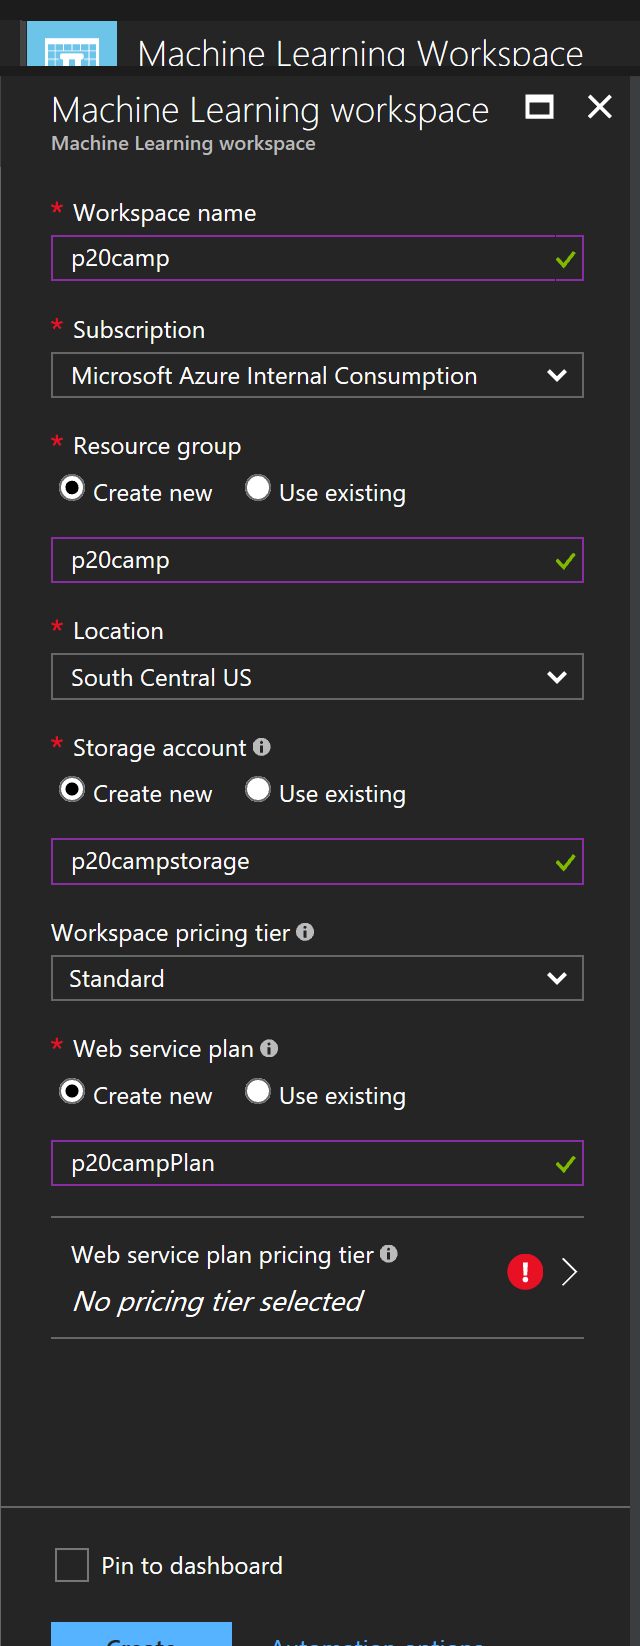 Machine Learning Workspace
Machine Learning workspace
Machine Learning workspace
* Workspace name
p20camp
* Subscription
Microsoft Azure Internal Consumption
* Resource group
Create new Use existing
p20camp
* Location
South Central US
* Storage account
Create new Use existing
p20campstorage
Workspace pricing tier
Standard
* Web service plan
Create new Use existing
p20campPlan
Web service plan pricing tier
No pricing tier selected
Pin to dashboard
Create Automation options